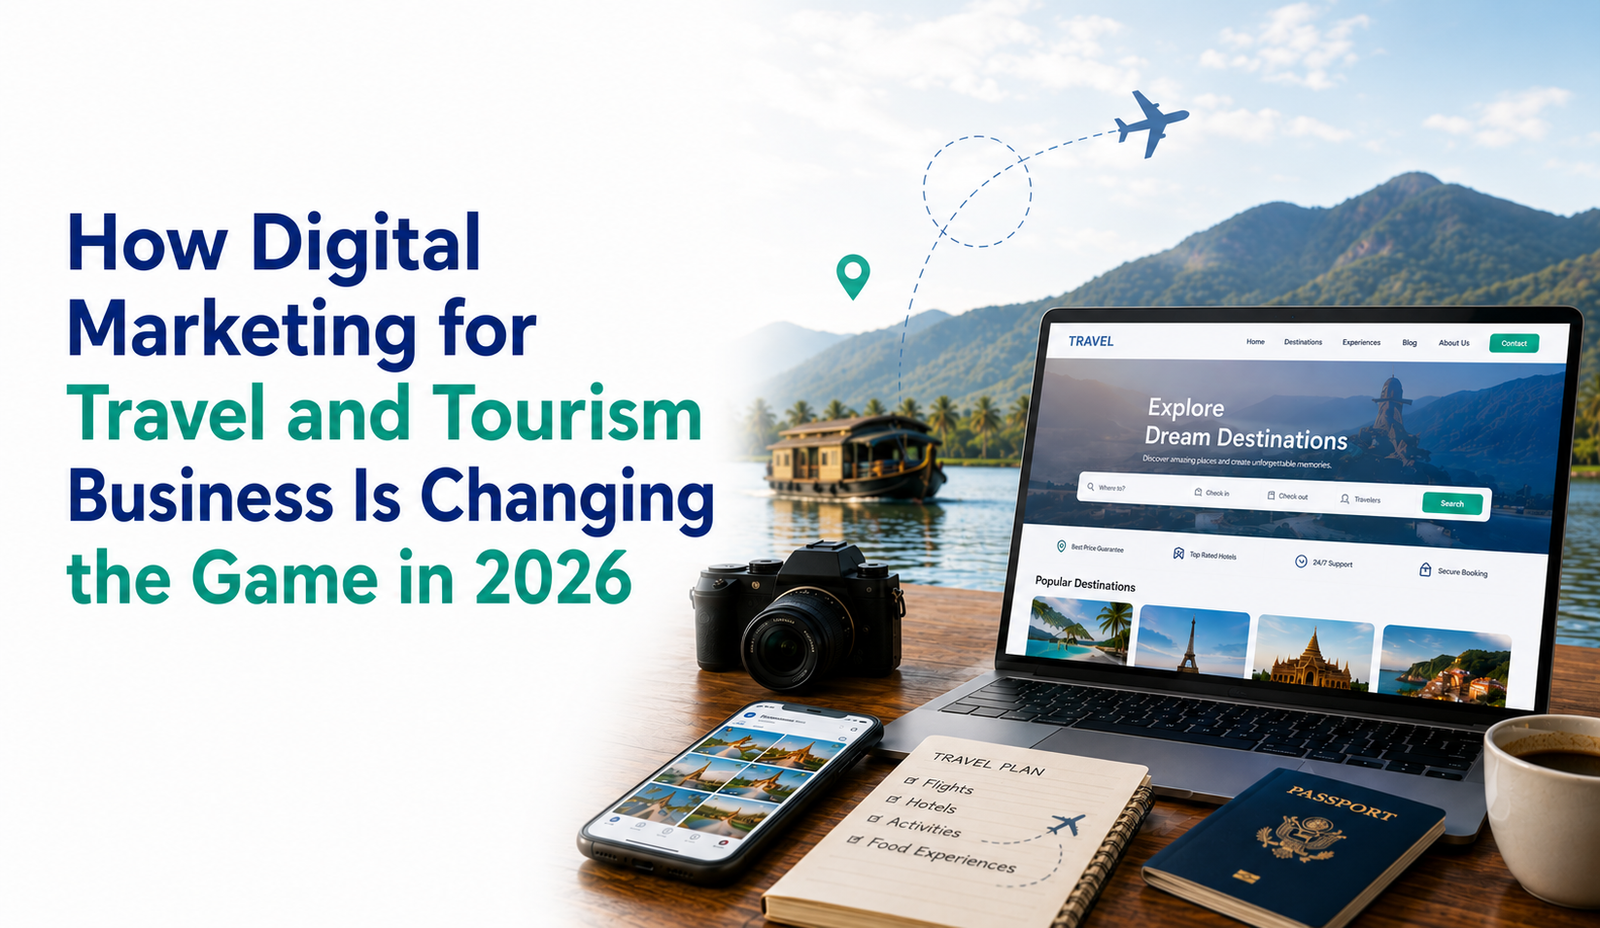 How Digital
Marketing for
Travel and Tourism
Business Is Changing
the Game in 2026
TRAVEL
Home Destinations Experiences Blog About Us Contact
Explore
Dream Destinations
Discover amazing places and create unforgettable memories.
Where to? Check in Check out Travelers Search
Best Price Guarantee Top Rated Hotels 24/7 Support Secure Booking
Popular Destinations
TRAVEL PLAN
Flights
Hotels
Activities
Food Experiences
PASSPORT